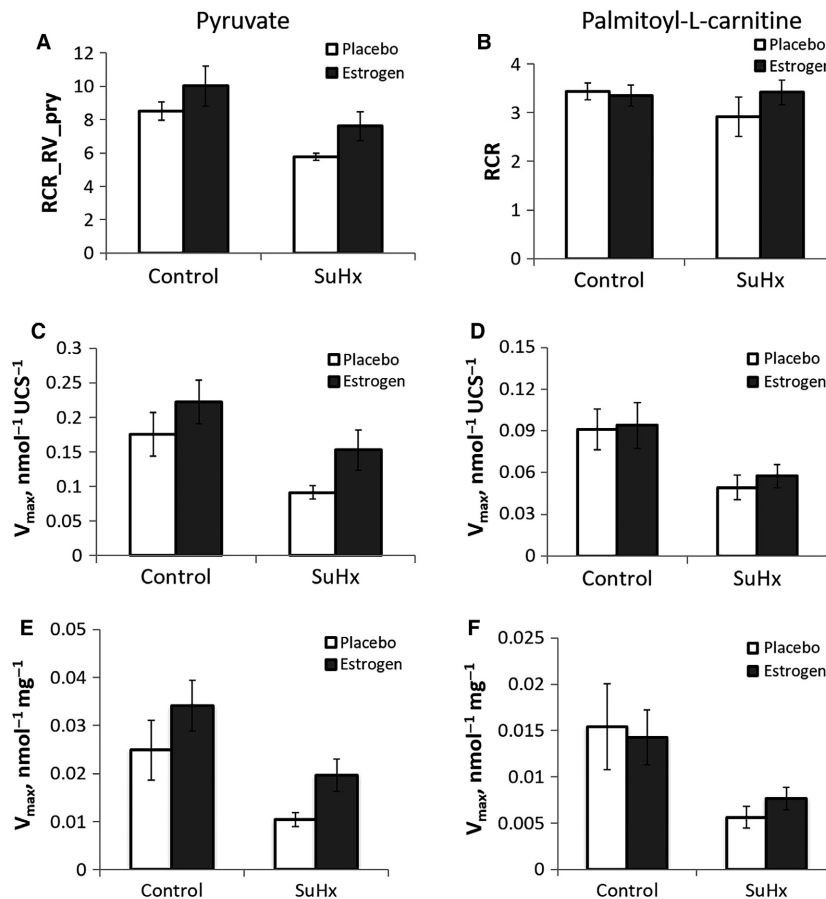 Pyruvate
Palmitoyl-L-carnitine
A
Placebo
Estrogen
RCR_RV_pry
12
10
8
6
4
2
0
Control
SuHx
B
Placebo
Estrogen
RCR
4
3
2
1
0
Control
SuHx
C
Placebo
Estrogen
Vmax, nmol⁻¹ UCS⁻¹
0.3
0.25
0.2
0.15
0.1
0.05
0
Control
SuHx
D
Placebo
Estrogen
Vmax, nmol⁻¹ UCS⁻¹
0.15
0.12
0.09
0.06
0.03
0
Control
SuHx
E
Placebo
Estrogen
Vmax, nmol⁻¹ mg⁻¹
0.05
0.04
0.03
0.02
0.01
0
Control
SuHx
F
Placebo
Estrogen
Vmax, nmol⁻¹ mg⁻¹
0.025
0.02
0.015
0.01
0.005
0
Control
SuHx